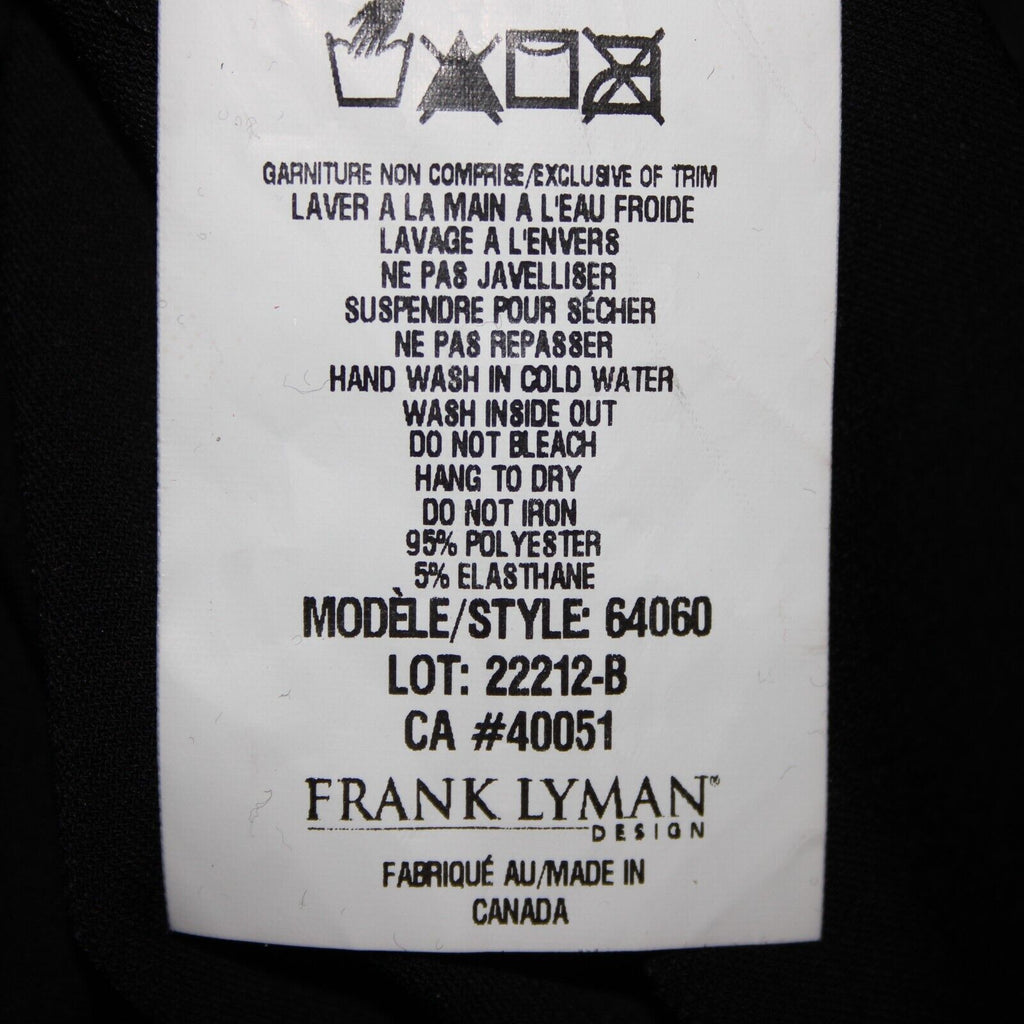 GARNITURE NON COMPRISE/EXCLUSIVE OF TRIM
LAVER A LA MAIN A L'EAU FROIDE
LAVAGE A L'ENVERS
NE PAS JAVELLISER
SUSPENDRE POUR SÉCHER
NE PAS REPASSER
HAND WASH IN COLD WATER
WASH INSIDE OUT
DO NOT BLEACH
HANG TO DRY
DO NOT IRON
95% POLYESTER
5% ELASTHANE
MODÈLE/STYLE: 64060
LOT: 22212-B
CA #40051
FRANK LYMAN™
DESIGN
FABRIQUÉ AU/MADE IN
CANADA